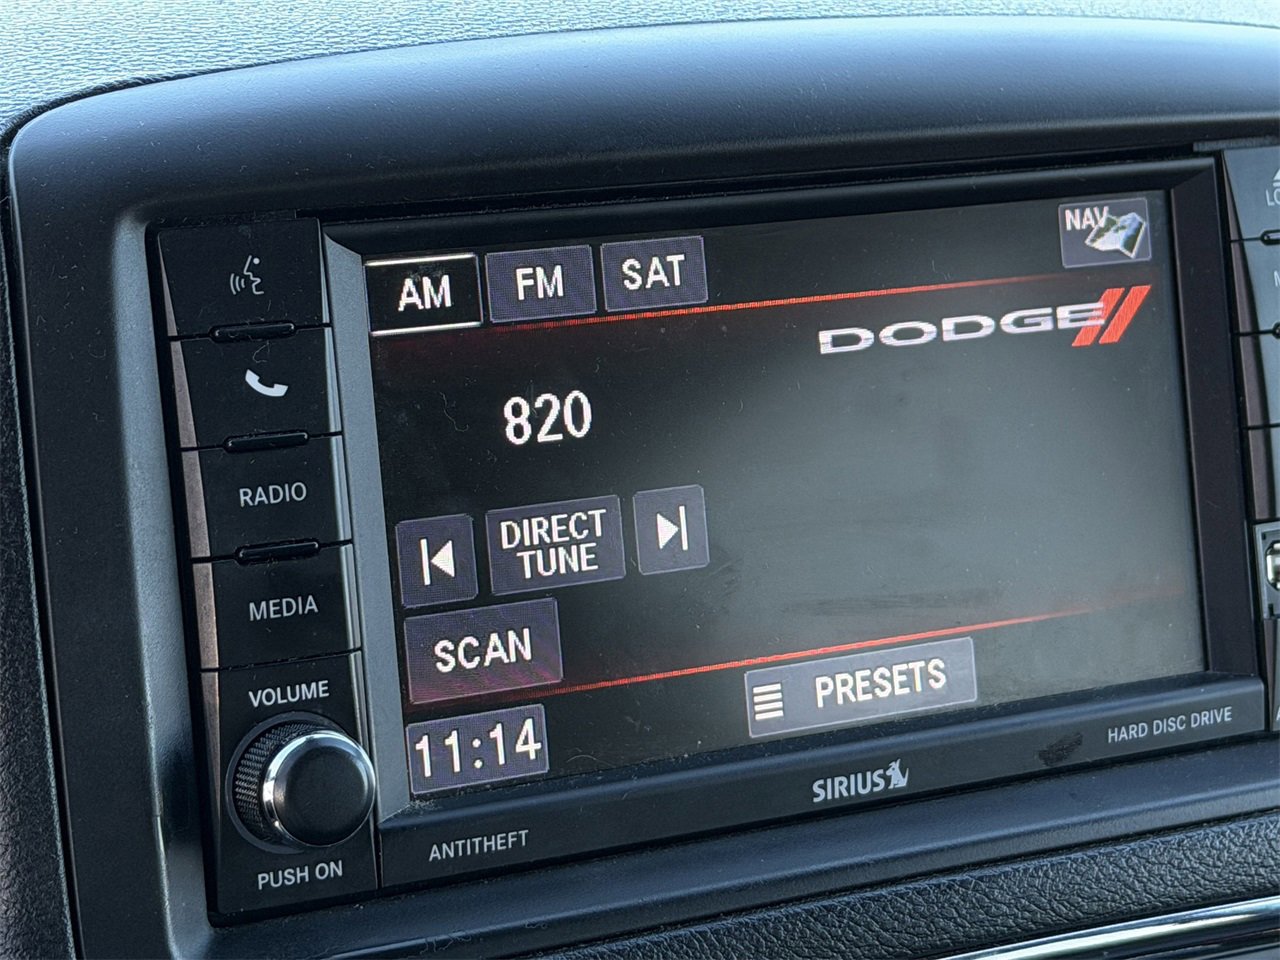 NAV
AM FM SAT
DODGE
820
RADIO
DIRECT
TUNE
MEDIA
SCAN
VOLUME
PRESETS
11:14
HARD DISC DRIVE
SIRIUS
ANTITHEFT
PUSH ON